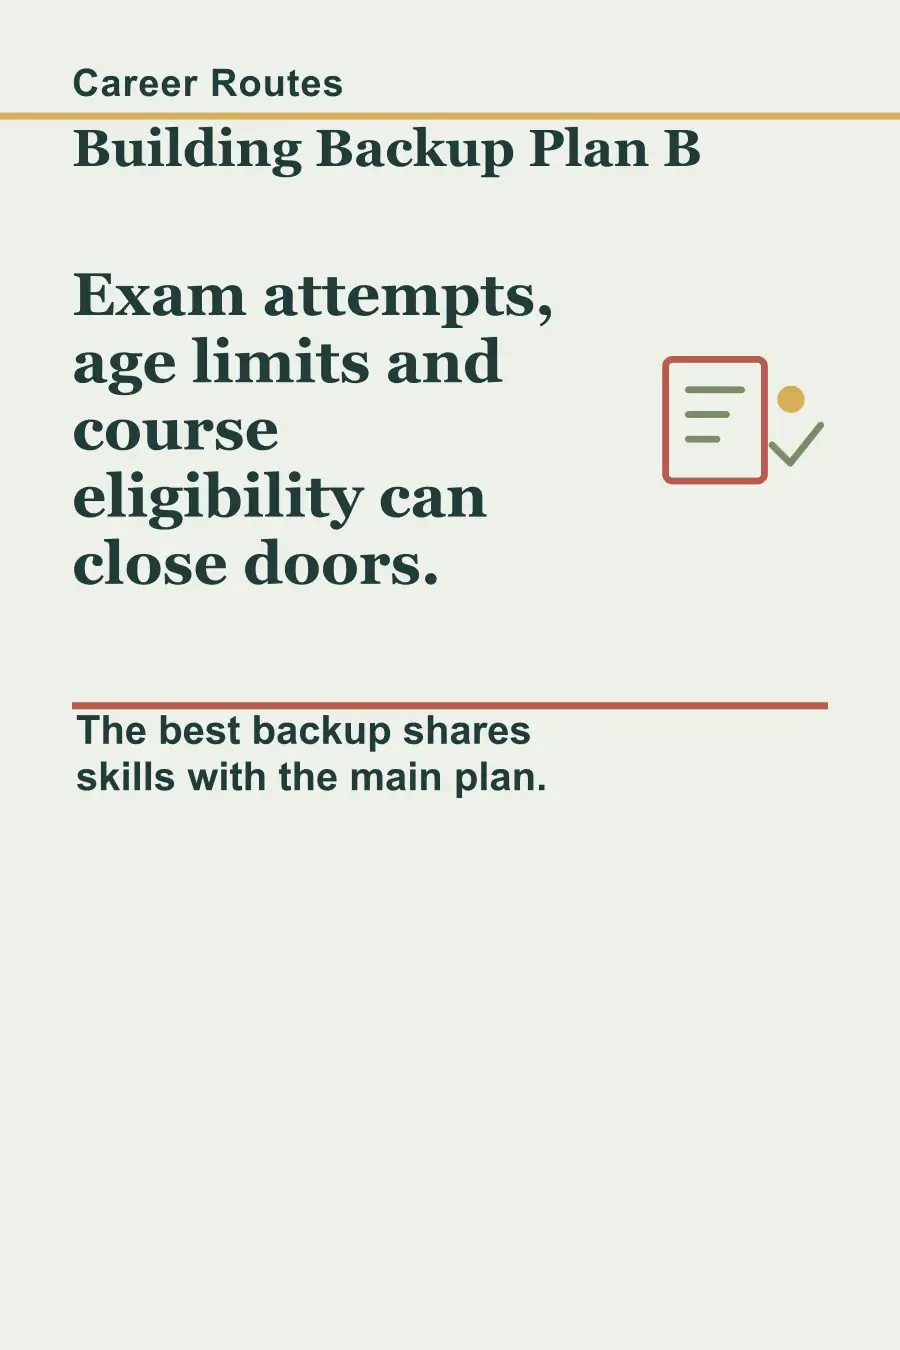 Career Routes
Building Backup Plan B
Exam attempts,
age limits and
course
eligibility can
close doors.
The best backup shares
skills with the main plan.